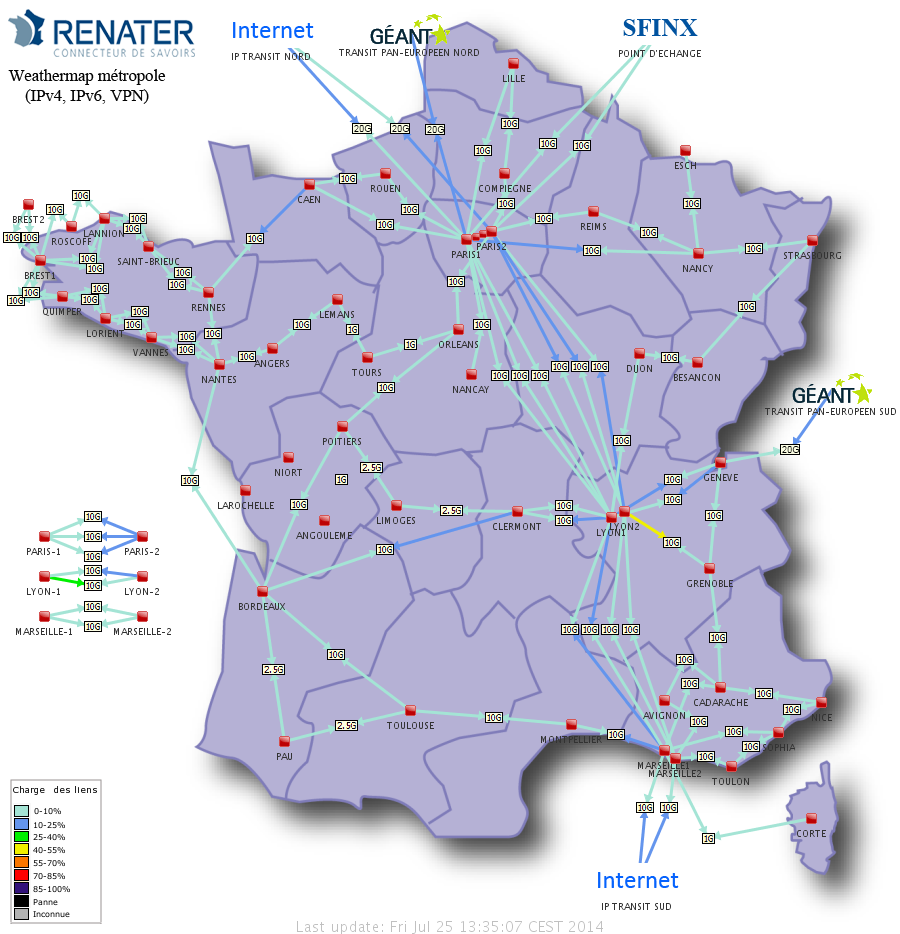 RENATER
CONNECTEUR DE SAVOIRS
Weathermap métropole
(IPv4, IPv6, VPN)
Internet
IP TRANSIT NORD
GÉANT
TRANSIT PAN-EUROPEEN NORD
SFINX
POINT D'ECHANGE
LILLE
20G
20G
20G
10G
10G
10G
10G
ESCH
CAEN
10G
ROUEN
COMPIEGNE
10G
10G
10G
10G
REIMS
10G
10G
10G
10G
BREST2
10G
10G
10G
10G
ROSCOFF
LANNION
10G
10G
10G
PARIS1
PARIS2
10G
NANCY
10G
STRASBOURG
SAINT-BRIEUC
10G
10G
BREST1
10G
10G
10G
10G
QUIMPER
10G
10G
RENNES
10G
10G
LORIENT
10G
10G
VANNES
10G
10G
10G
NANTES
10G
ANGERS
10G
LEMANS
1G
TOURS
1G
ORLEANS
10G
10G
NANCAY
10G
10G
10G
10G
10G
10G
10G
DIJON
10G
BESANCON
10G
GÉANT
TRANSIT PAN-EUROPEEN SUD
POITIERS
10G
20G
NIORT
1G
2.5G
10G
GENEVE
10G
10G
LAROCHELLE
10G
ANGOULEME
LIMOGES
2.5G
CLERMONT
10G
10G
LYON1
LYON2
10G
10G
GRENOBLE
10G
PARIS-1
10G
10G
10G
PARIS-2
LYON-1
10G
10G
LYON-2
MARSEILLE-1
10G
10G
MARSEILLE-2
BORDEAUX
10G
10G
10G
10G
10G
10G
2.5G
10G
10G
10G
CADARACHE
10G
AVIGNON
10G
10G
NICE
PAU
2.5G
TOULOUSE
10G
MONTPELLIER
10G
10G
10G
SOPHIA
MARSEILLE1
MARSEILLE2
10G
TOULON
10G
10G
1G
CORTE
Internet
IP TRANSIT SUD
Charge des liens
0-10%
10-25%
25-40%
40-55%
55-70%
70-85%
85-100%
Panne
Inconnue
Last update: Fri Jul 25 13:35:07 CEST 2014